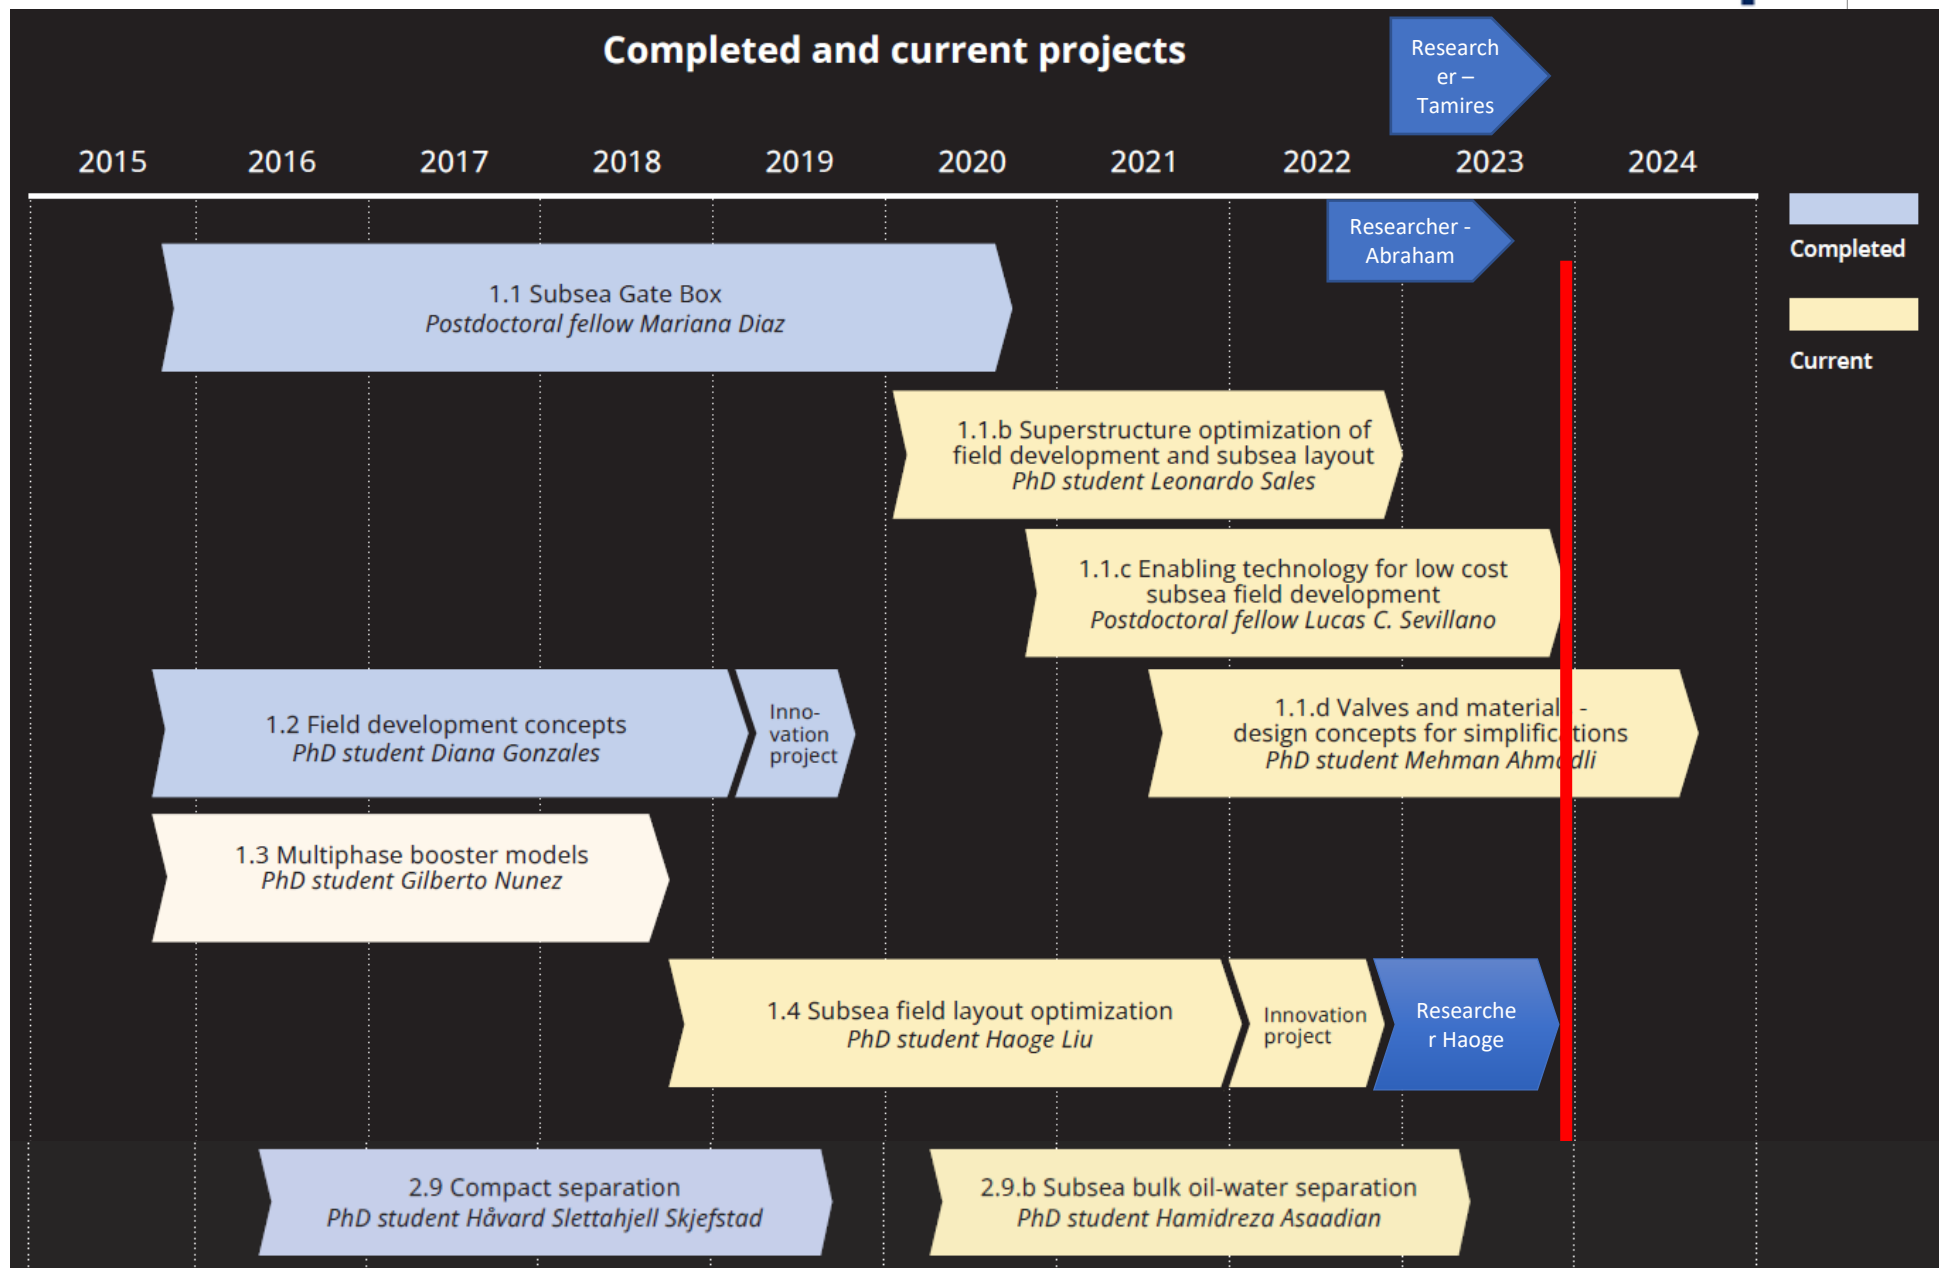 Completed and current projects
Research
er –
Tamires
2015 2016 2017 2018 2019 2020 2021 2022 2023 2024
Researcher -
Abraham
Completed
Current
1.1 Subsea Gate Box
Postdoctoral fellow Mariana Diaz
1.1.b Superstructure optimization of
field development and subsea layout
PhD student Leonardo Sales
1.1.c Enabling technology for low cost
subsea field development
Postdoctoral fellow Lucas C. Sevillano
1.2 Field development concepts
PhD student Diana Gonzales
Inno-
vation
project
1.1.d Valves and materials -
design concepts for simplifications
PhD student Mehman Ahmadli
1.3 Multiphase booster models
PhD student Gilberto Nunez
1.4 Subsea field layout optimization
PhD student Haoge Liu
Innovation
project
Researche
r Haoge
2.9 Compact separation
PhD student Håvard Slettahjell Skjefstad
2.9.b Subsea bulk oil-water separation
PhD student Hamidreza Asaadian